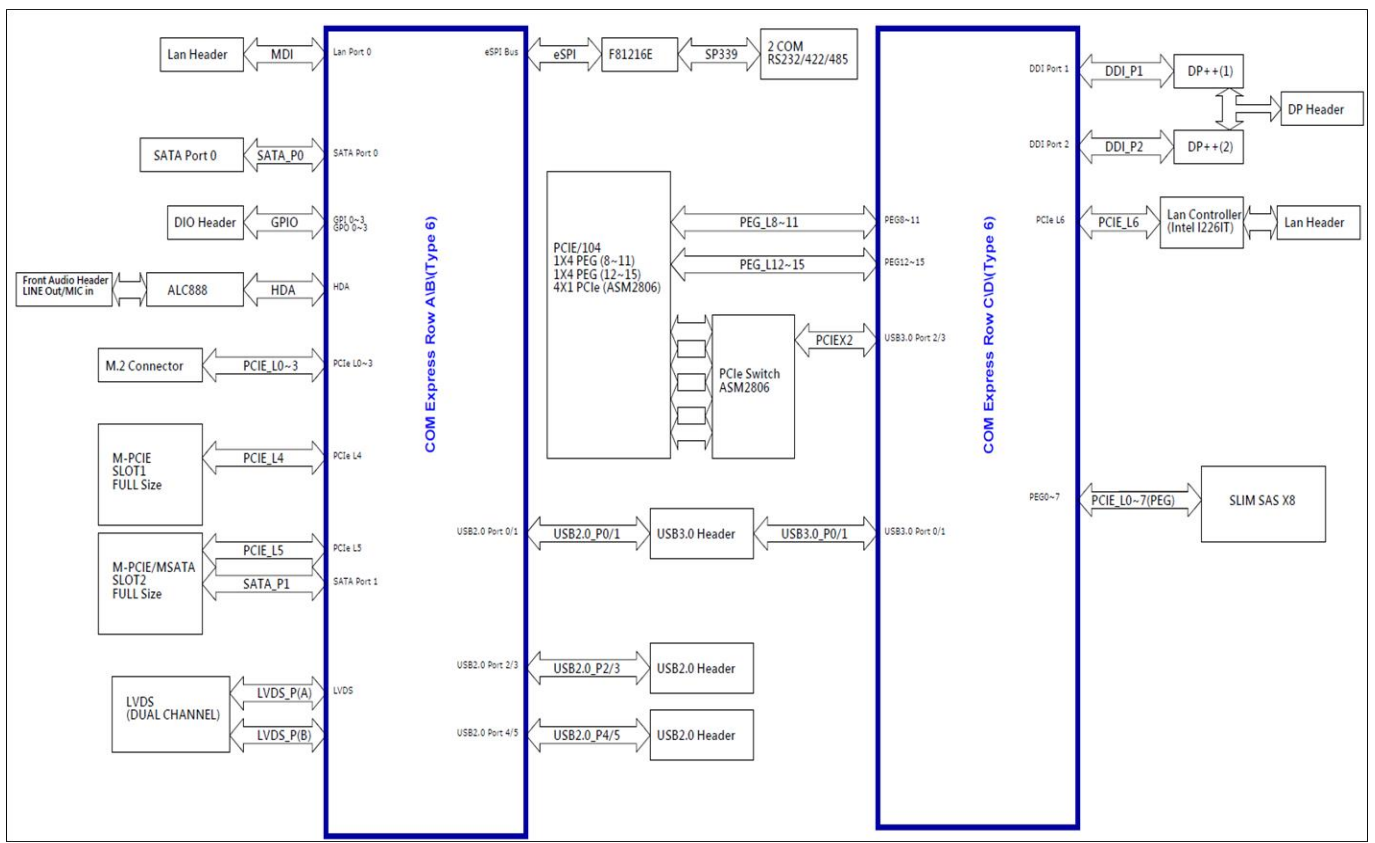 Lan Header
MDI
Lan Port 0
eSPI Bus
eSPI
F81216E
SP339
2 COM
RS232/422/485
SATA Port 0
SATA_P0
SATA Port 0
DIO Header
GPIO
GPI 0~3
GPO 0~3
Front Audio Header
LINE Out/MIC in
ALC888
HDA
HDA
M.2 Connector
PCIE_L0~3
PCIe L0~3
M-PCIE
SLOT1
FULL Size
PCIE_L4
PCIe L4
M-PCIE/MSATA
SLOT2
FULL Size
PCIE_L5
PCIe L5
SATA_P1
SATA Port 1
LVDS
(DUAL CHANNEL)
LVDS_P(A)
LVDS
LVDS_P(B)
COM Express Row A\B\(Type 6)
PCIE/104
1X4 PEG (8~11)
1X4 PEG (12~15)
4X1 PCIe (ASM2806)
PEG_L8~11
PEG8~11
PEG_L12~15
PEG12~15
PCIe Switch
ASM2806
PCIEX2
USB3.0 Port 2/3
USB2.0 Port 0/1
USB2.0_P0/1
USB3.0 Header
USB3.0_P0/1
USB3.0 Port 0/1
USB2.0 Port 2/3
USB2.0_P2/3
USB2.0 Header
USB2.0 Port 4/5
USB2.0_P4/5
USB2.0 Header
COM Express Row C\D\(Type 6)
DDI Port 1
DDI_P1
DP++(1)
DP Header
DDI Port 2
DDI_P2
DP++(2)
PCIe L6
PCIE_L6
Lan Controller
(Intel I226IT)
Lan Header
PEG0~7
PCIE_L0~7(PEG)
SLIM SAS X8